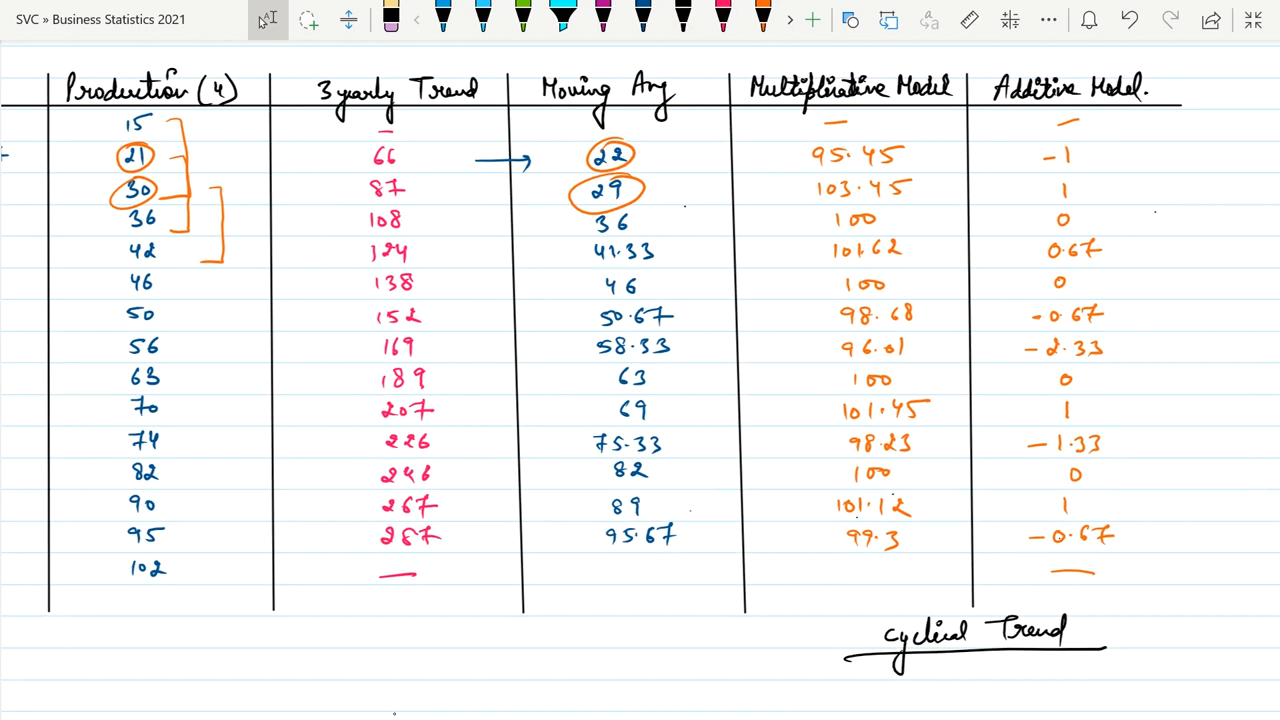 SVC » Business Statistics 2021
Production (4) 3 yearly Trend Moving Avg Multiplirative Model Additive Model.
15 — — —
21 66 → 22 95.45 -1
30 87 29 103.45 1
36 108 36 100 0
42 124 41.33 101.62 0.67
46 138 46 100 0
50 152 50.67 98.68 -0.67
56 169 58.33 96.01 -2.33
63 189 63 100 0
70 207 69 101.45 1
74 226 75.33 98.23 -1.33
82 246 82 100 0
90 267 89 101.12 1
95 287 95.67 99.3 -0.67
102 — —
cyclical Trend